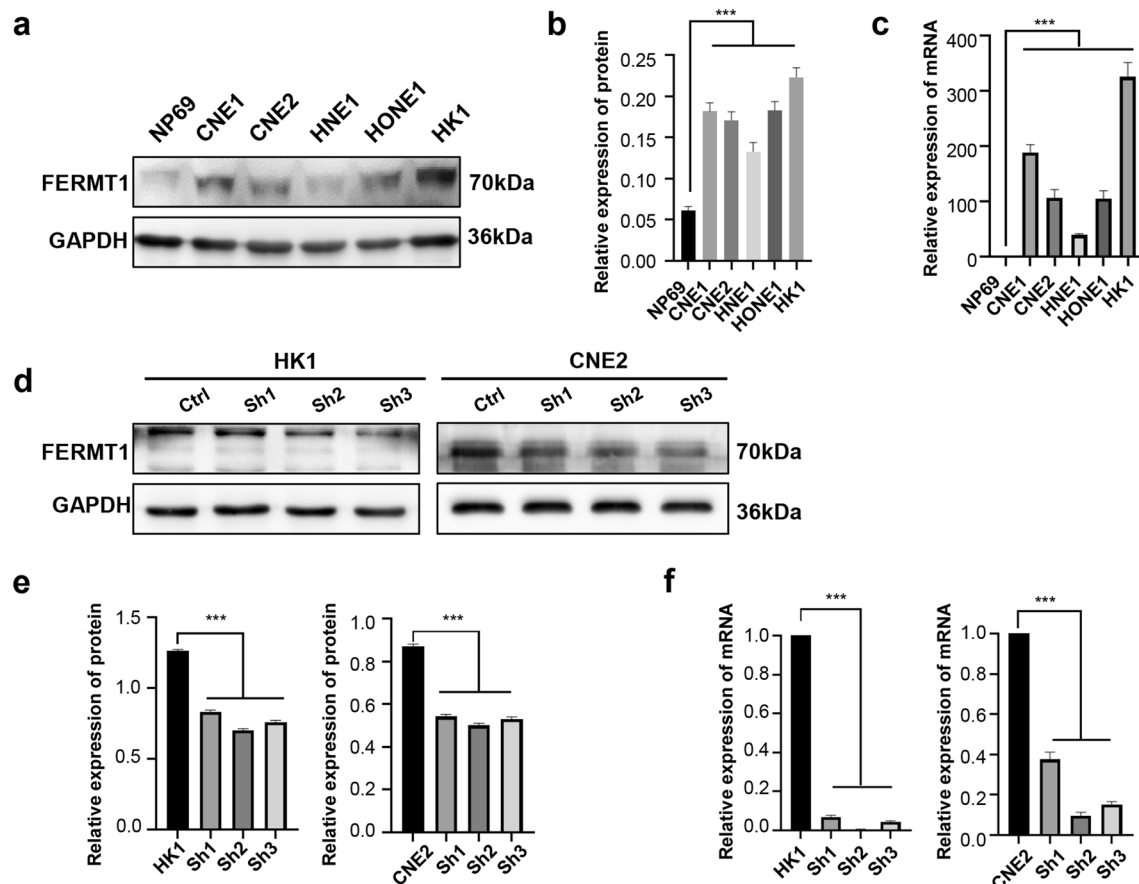 a
NP69
CNE1
CNE2
HNE1
HONE1
HK1
FERMT1
70kDa
GAPDH
36kDa
b
***
Relative expression of protein
0.25
0.20
0.15
0.10
0.05
0.00
NP69
CNE1
CNE2
HNE1
HONE1
HK1
c
***
Relative expression of mRNA
400
300
200
100
0
NP69
CNE1
CNE2
HNE1
HONE1
HK1
d
HK1
CNE2
Ctrl
Sh1
Sh2
Sh3
Ctrl
Sh1
Sh2
Sh3
FERMT1
70kDa
GAPDH
36kDa
e
***
Relative expression of protein
1.5
1.0
0.5
0.0
HK1
Sh1
Sh2
Sh3
***
Relative expression of protein
1.0
0.8
0.6
0.4
0.2
0.0
CNE2
Sh1
Sh2
Sh3
f
***
Relative expression of mRNA
1.0
0.8
0.6
0.4
0.2
0.0
HK1
Sh1
Sh2
Sh3
***
Relative expression of mRNA
1.0
0.8
0.6
0.4
0.2
0.0
CNE2
Sh1
Sh2
Sh3